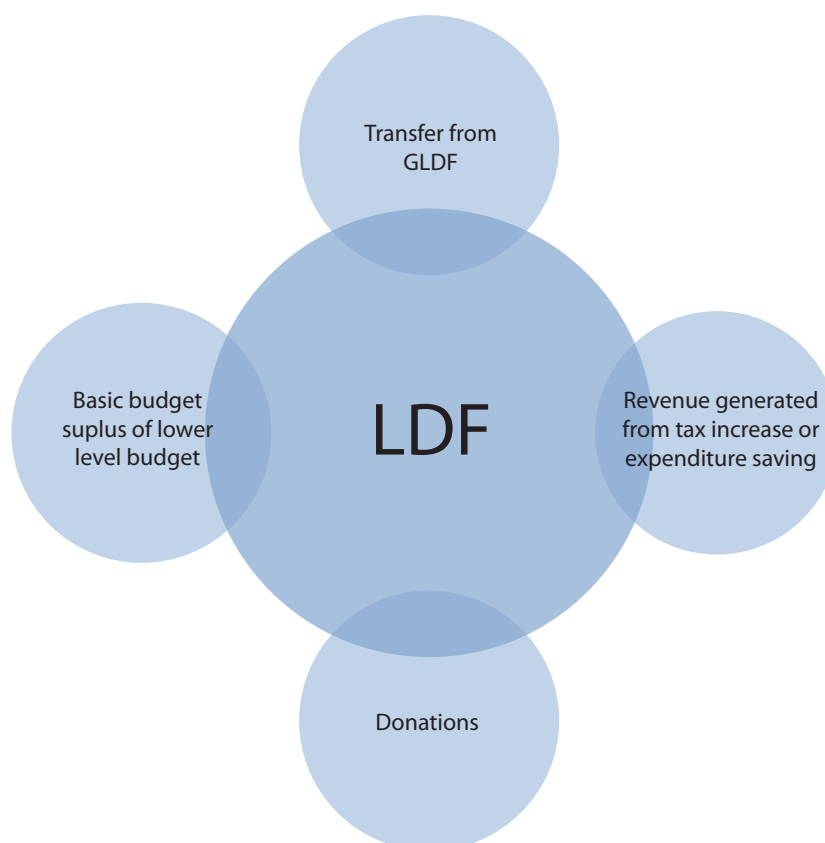 Transfer from
GLDF
Basic budget
suplus of lower
level budget
LDF
Revenue generated
from tax increase or
expenditure saving
Donations